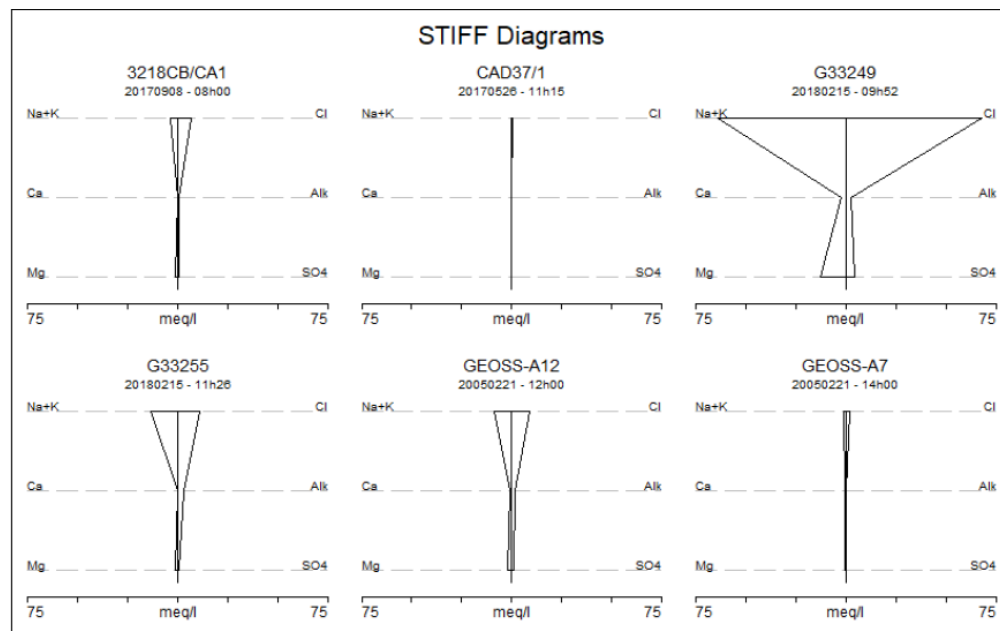 STIFF Diagrams
3218CB/CA1
20170908 - 08h00
Na+K Cl
Ca Alk
Mg SO4
75 meq/l 75
CAD37/1
20170526 - 11h15
Na+K Cl
Ca Alk
Mg SO4
75 meq/l 75
G33249
20180215 - 09h52
Na+K Cl
Ca Alk
Mg SO4
75 meq/l 75
G33255
20180215 - 11h26
Na+K Cl
Ca Alk
Mg SO4
75 meq/l 75
GEOSS-A12
20050221 - 12h00
Na+K Cl
Ca Alk
Mg SO4
75 meq/l 75
GEOSS-A7
20050221 - 14h00
Na+K Cl
Ca Alk
Mg SO4
75 meq/l 75